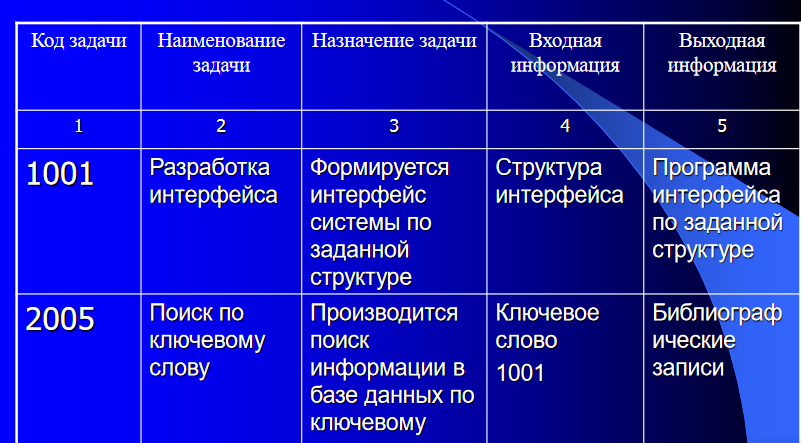 Код задачи
Наименование
задачи
Назначение задачи
Входная
информация
Выходная
информация
1
2
3
4
5
1001
Разработка
интерфейса
Формируется
интерфейс
системы по
заданной
структуре
Структура
интерфейса
Программа
интерфейса
по заданной
структуре
2005
Поиск по
ключевому
слову
Производится
поиск
информации в
базе данных по
ключевому
Ключевое
слово
1001
Библиограф
ические
записи